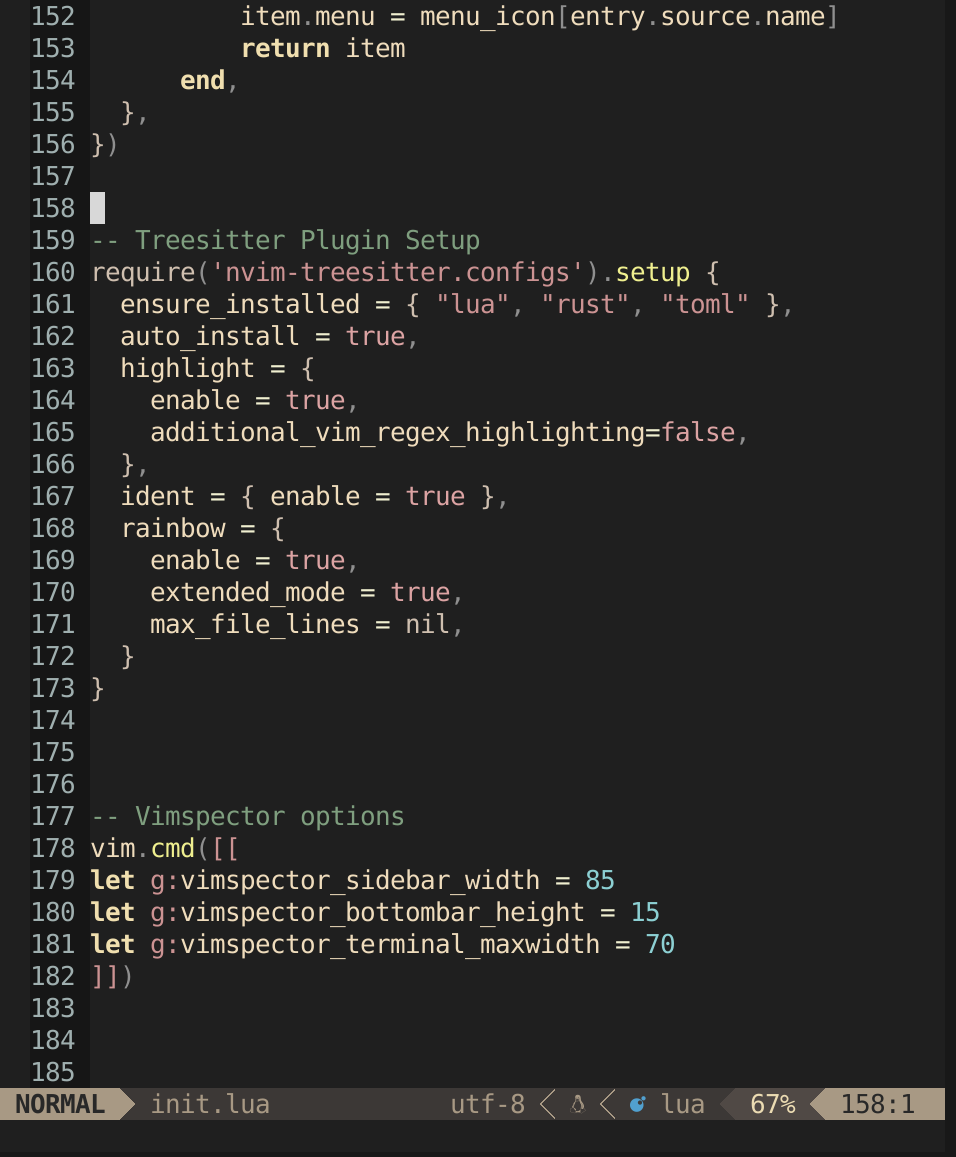 152           item.menu = menu_icon[entry.source.name]
153           return item
154       end,
155   },
156 })
157
158
159 -- Treesitter Plugin Setup
160 require('nvim-treesitter.configs').setup {
161   ensure_installed = { "lua", "rust", "toml" },
162   auto_install = true,
163   highlight = {
164     enable = true,
165     additional_vim_regex_highlighting=false,
166   },
167   ident = { enable = true },
168   rainbow = {
169     enable = true,
170     extended_mode = true,
171     max_file_lines = nil,
172   }
173 }
174
175
176
177 -- Vimspector options
178 vim.cmd([[
179 let g:vimspector_sidebar_width = 85
180 let g:vimspector_bottombar_height = 15
181 let g:vimspector_terminal_maxwidth = 70
182 ]])
183
184
185
NORMAL init.lua utf-8 lua 67% 158:1